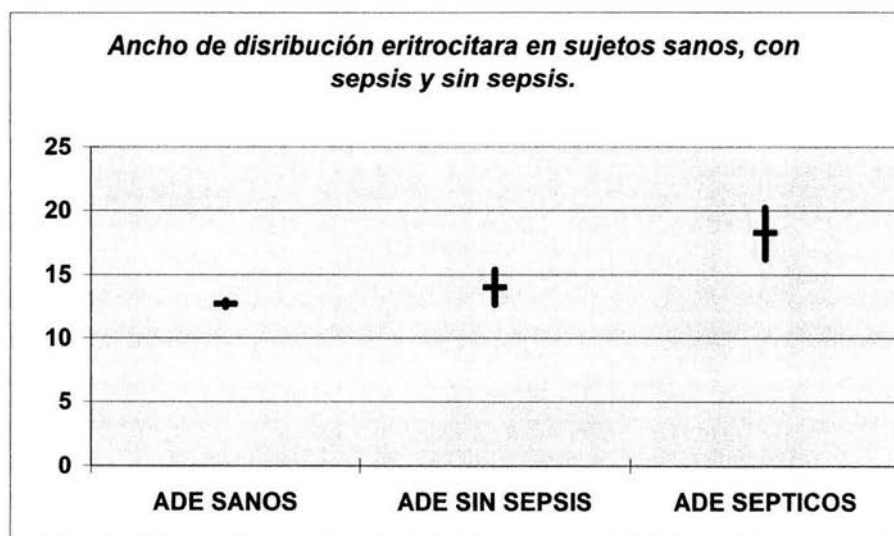 Ancho de disribución eritrocitara en sujetos sanos, con
sepsis y sin sepsis.
25
20
15
10
5
0
ADE SANOS
ADE SIN SEPSIS
ADE SEPTICOS